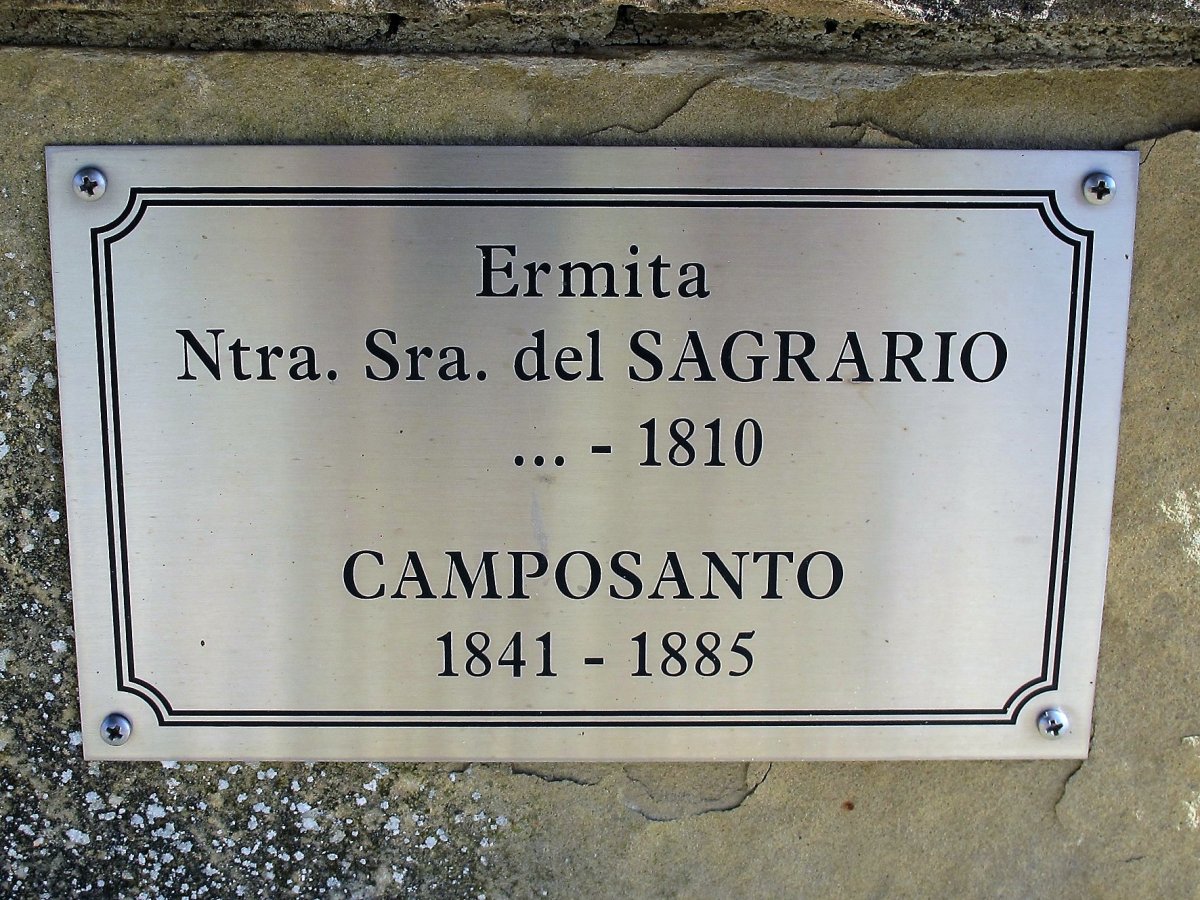 Ermita
Ntra. Sra. del SAGRARIO
... - 1810
CAMPOSANTO
1841 - 1885